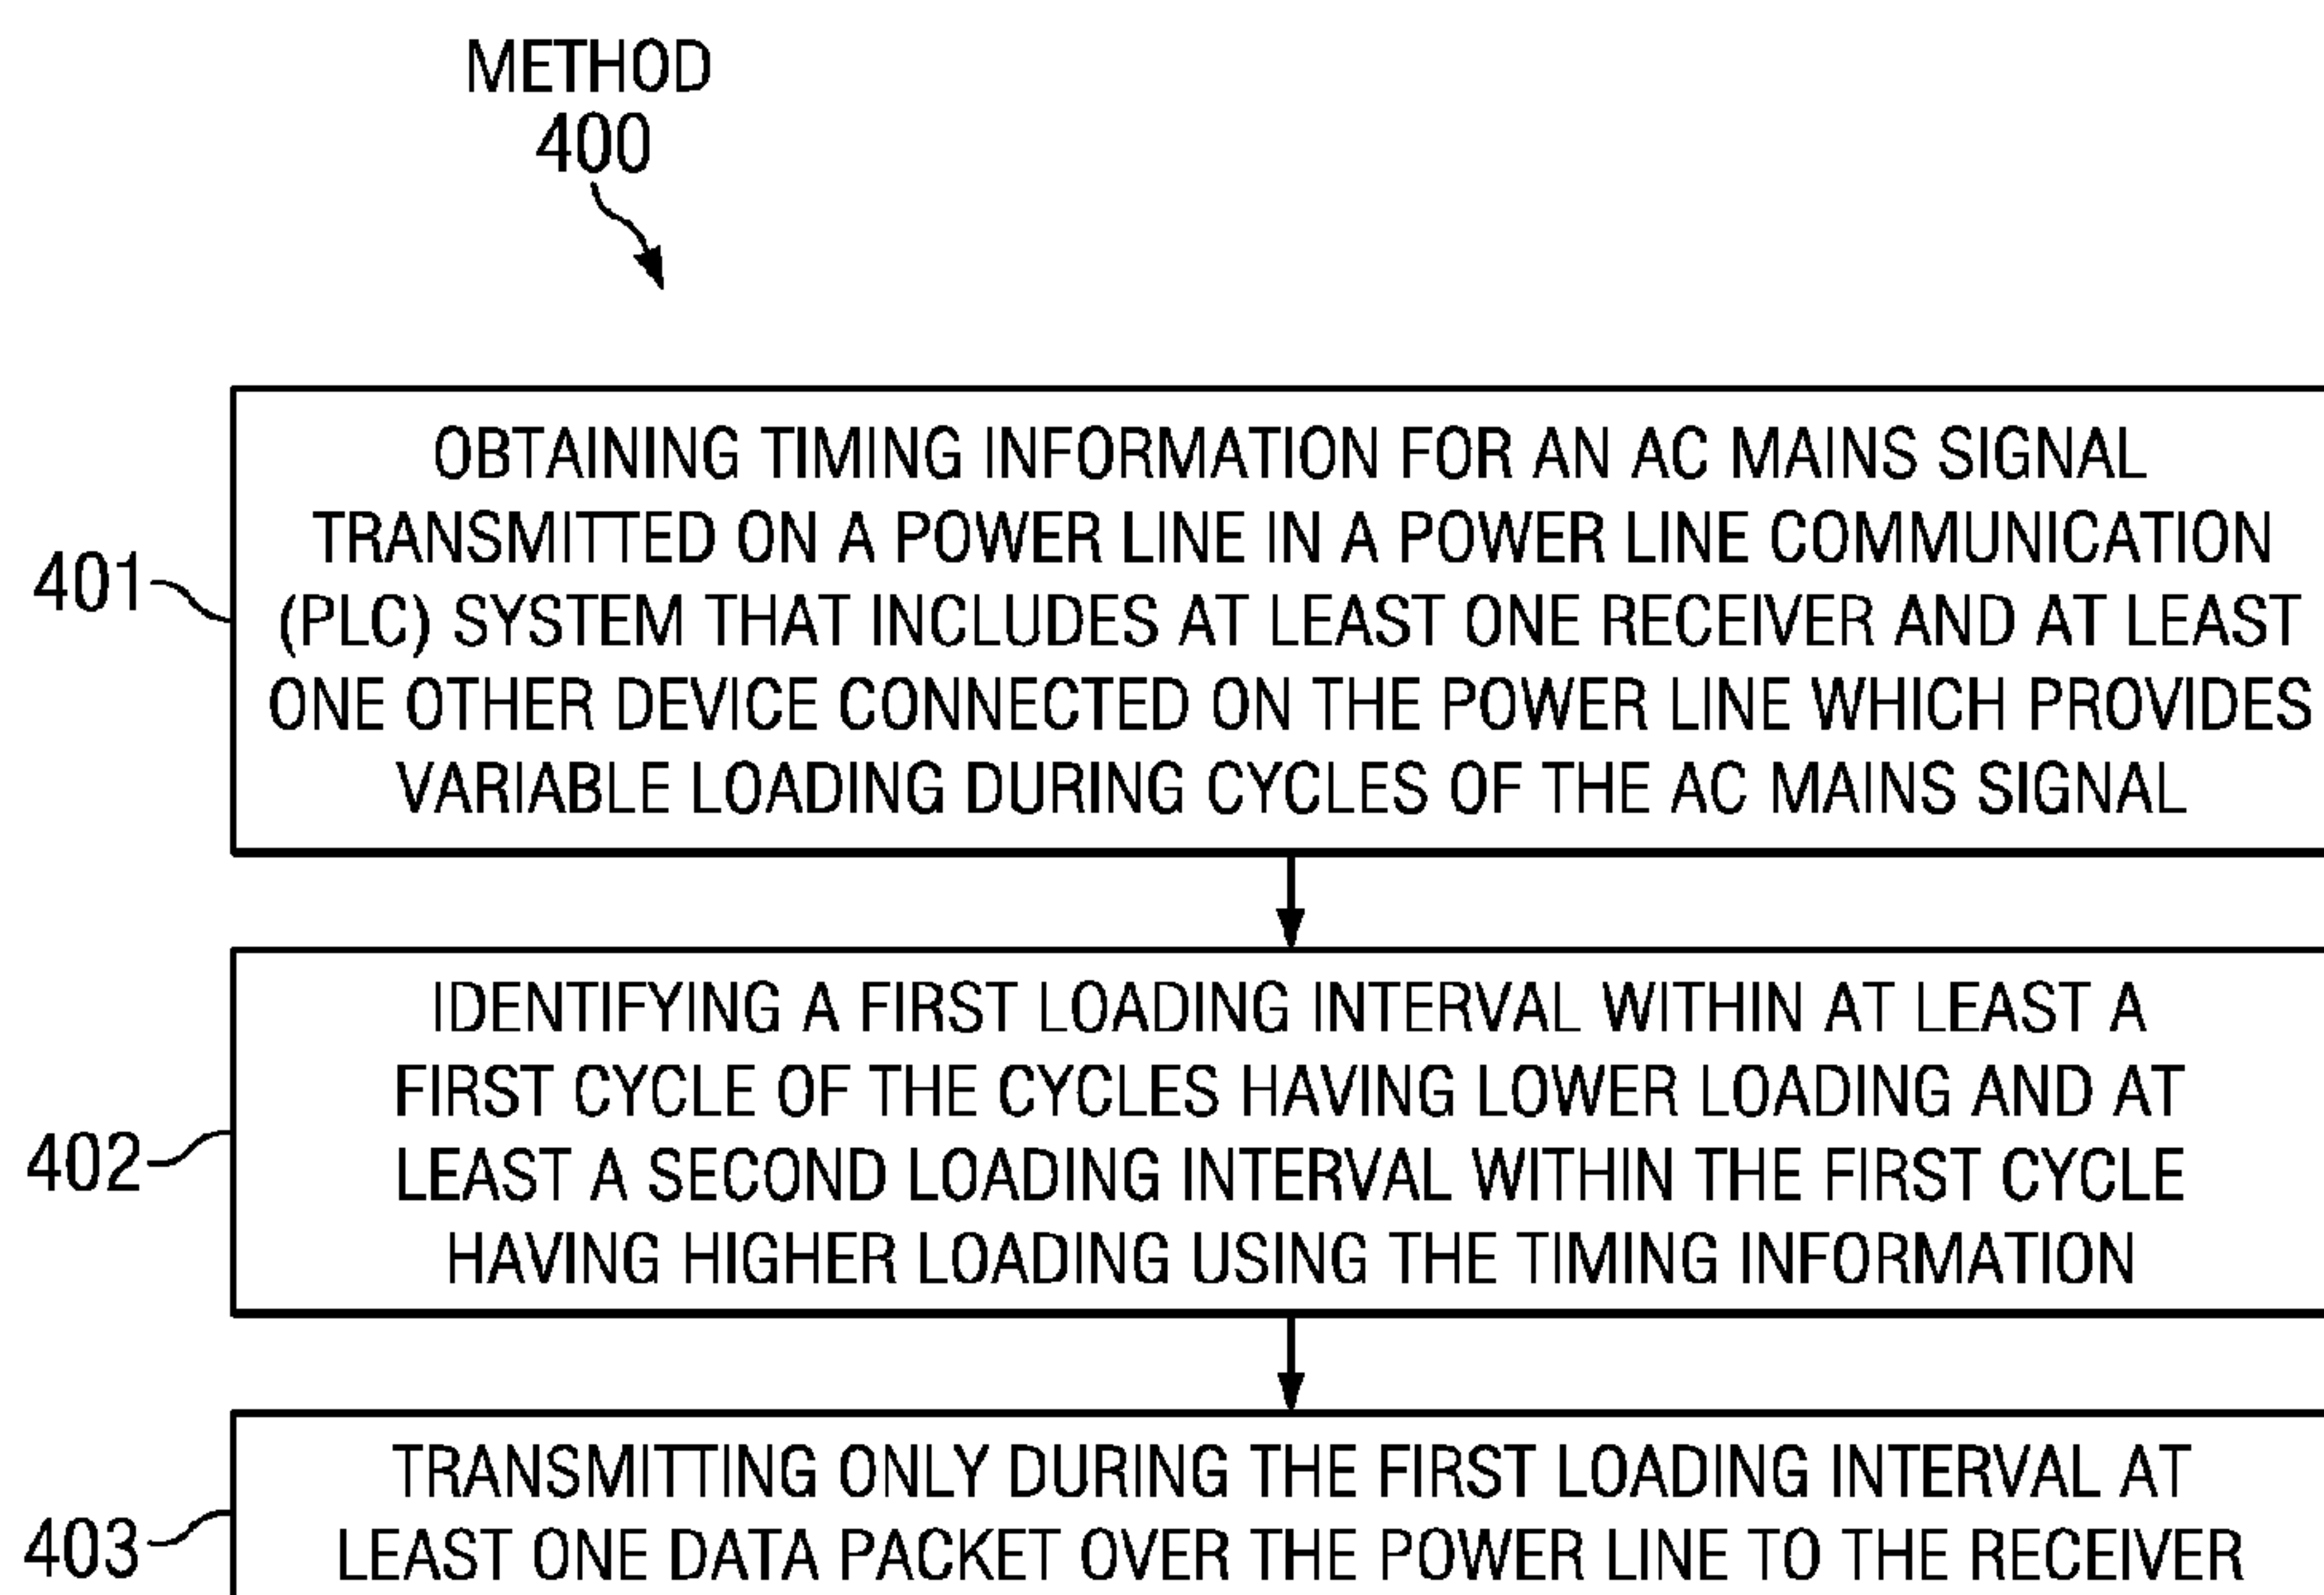 METHOD
400
401
OBTAINING TIMING INFORMATION FOR AN AC MAINS SIGNAL
TRANSMITTED ON A POWER LINE IN A POWER LINE COMMUNICATION
(PLC) SYSTEM THAT INCLUDES AT LEAST ONE RECEIVER AND AT LEAST
ONE OTHER DEVICE CONNECTED ON THE POWER LINE WHICH PROVIDES
VARIABLE LOADING DURING CYCLES OF THE AC MAINS SIGNAL
402
IDENTIFYING A FIRST LOADING INTERVAL WITHIN AT LEAST A
FIRST CYCLE OF THE CYCLES HAVING LOWER LOADING AND AT
LEAST A SECOND LOADING INTERVAL WITHIN THE FIRST CYCLE
HAVING HIGHER LOADING USING THE TIMING INFORMATION
403
TRANSMITTING ONLY DURING THE FIRST LOADING INTERVAL AT
LEAST ONE DATA PACKET OVER THE POWER LINE TO THE RECEIVER